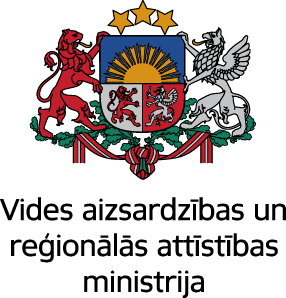 Vides aizsardzības un
reģionālās attīstības
ministrija